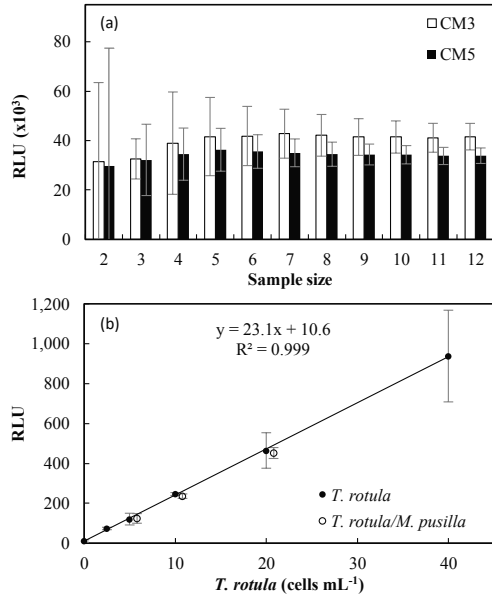 (a)
CM3
CM5
80
60
40
20
0
RLU (x10³)
2 3 4 5 6 7 8 9 10 11 12
Sample size
(b)
y = 23.1x + 10.6
R² = 0.999
1,200
1,000
800
600
400
200
0
RLU
T. rotula
T. rotula/M. pusilla
0 10 20 30 40
T. rotula (cells mL⁻¹)